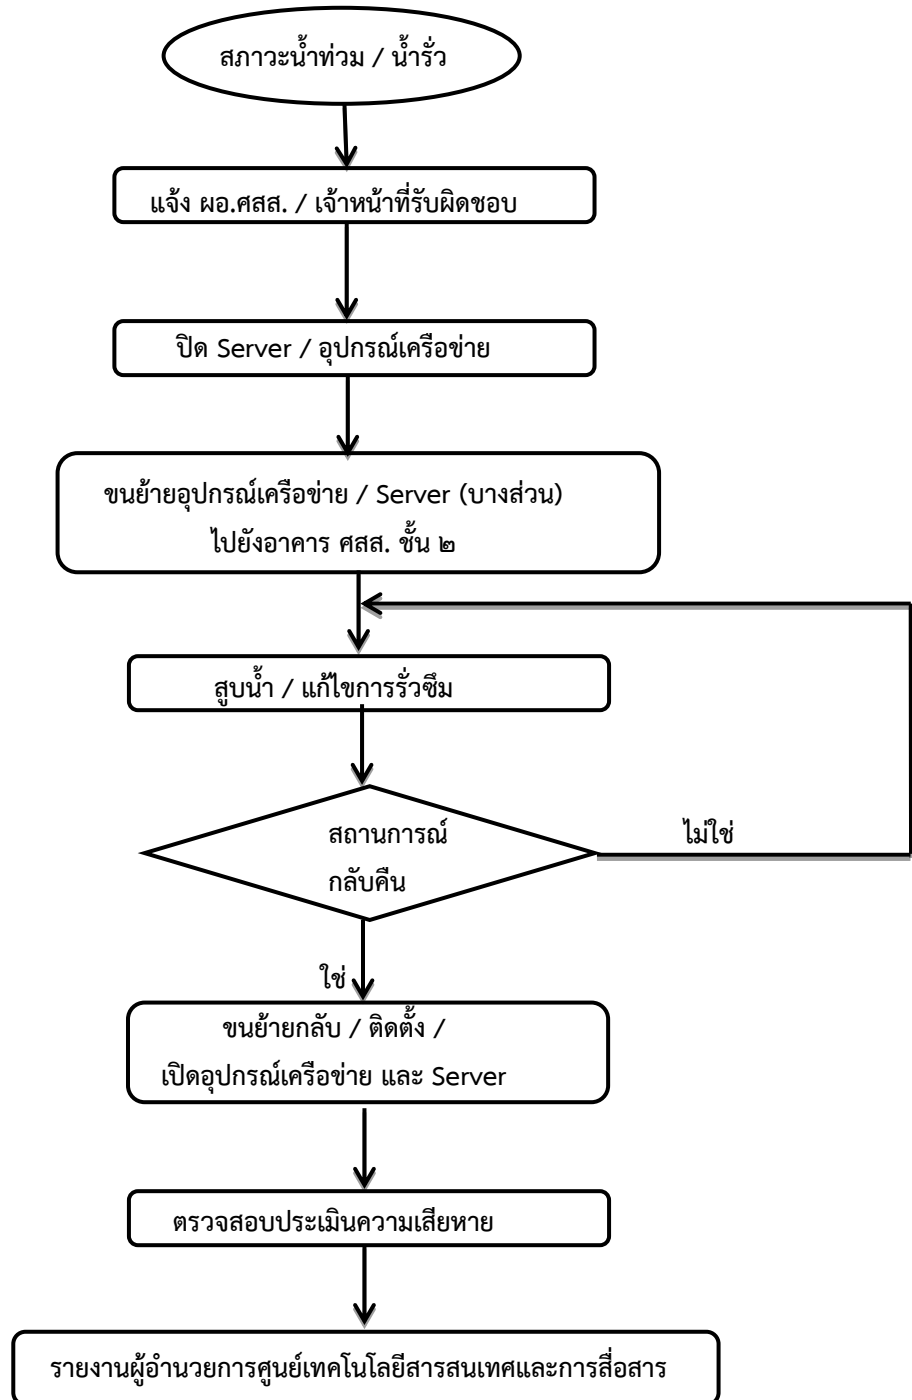 สภาวะน้ำท่วม / น้ำรั่ว
แจ้ง ผอ.ศสส. / เจ้าหน้าที่รับผิดชอบ
ปิด Server / อุปกรณ์เครือข่าย
ขนย้ายอุปกรณ์เครือข่าย / Server (บางส่วน)
ไปยังอาคาร ศสส. ชั้น ๒
สูบน้ำ / แก้ไขการรั่วซึม
สถานการณ์
กลับคืน
ไม่ใช่
ใช่
ขนย้ายกลับ / ติดตั้ง /
เปิดอุปกรณ์เครือข่าย และ Server
ตรวจสอบประเมินความเสียหาย
รายงานผู้อำนวยการศูนย์เทคโนโลยีสารสนเทศและการสื่อสาร